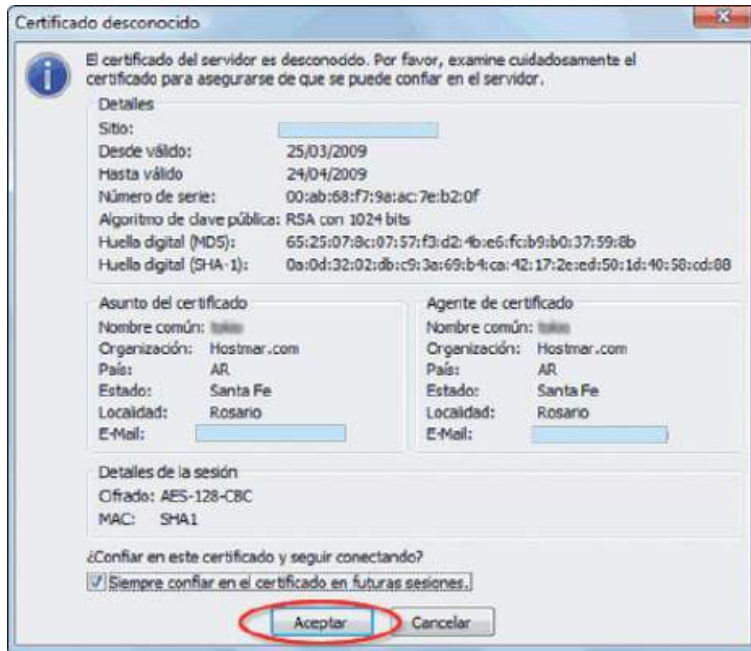 Certificado desconocido
El certificado del servidor es desconocido. Por favor, examine cuidadosamente el
certificado para asegurarse de que se puede confiar en el servidor.
Detalles
Sitio:
Desde válido: 25/03/2009
Hasta válido 24/04/2009
Número de serie: 00:ab:68:f7:9a:ac:7e:b2:0f
Algoritmo de clave pública: RSA con 1024 bits
Huella digital (MD5): 65:25:07:8c:07:57:f3:d2:4b:e6:fc:b9:b0:37:59:8b
Huella digital (SHA-1): 0a:0d:32:02:db:c9:3a:69:b4:ca:42:17:2e:ed:50:1d:40:58:cd:88
Asunto del certificado
Nombre común:
Organización: Hostmar.com
País: AR
Estado: Santa Fe
Localidad: Rosario
E-Mail:
Agente de certificado
Nombre común:
Organización: Hostmar.com
País: AR
Estado: Santa Fe
Localidad: Rosario
E-Mail:
Detalles de la sesión
Cifrado: AES-128-CBC
MAC: SHA1
¿Confiar en este certificado y seguir conectando?
Siempre confiar en el certificado en futuras sesiones.
Aceptar Cancelar